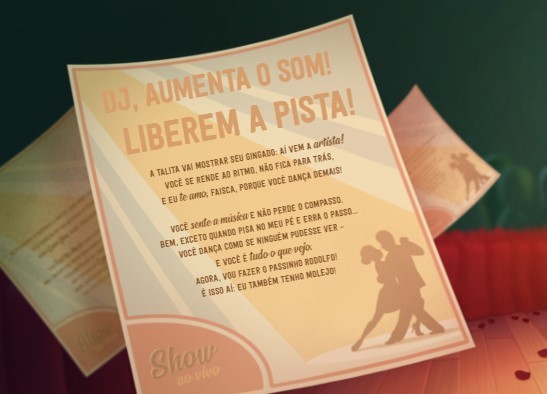 DJ, AUMENTA O SOM!
LIBEREM A PISTA!
A TALITA VAI MOSTRAR SEU GINGADO: AÍ VEM A artista!
VOCÊ SE RENDE AO RITMO, NÃO FICA PARA TRÁS,
E EU te amo, FAISCA, PORQUE VOCÊ DANÇA DEMAIS!
VOCÊ sente a música E NÃO PERDE O COMPASSO.
BEM, EXCETO QUANDO PISA NO MEU PÉ E ERRA O PASSO...
VOCÊ DANÇA COMO SE NINGUÉM PUDESSE VER –
E VOCÊ É tudo o que vejo.
AGORA, VOU FAZER O PASSINHO RODOLFO!
É ISSO AÍ: EU TAMBÉM TENHO MOLEJO!
Show
ao vivo